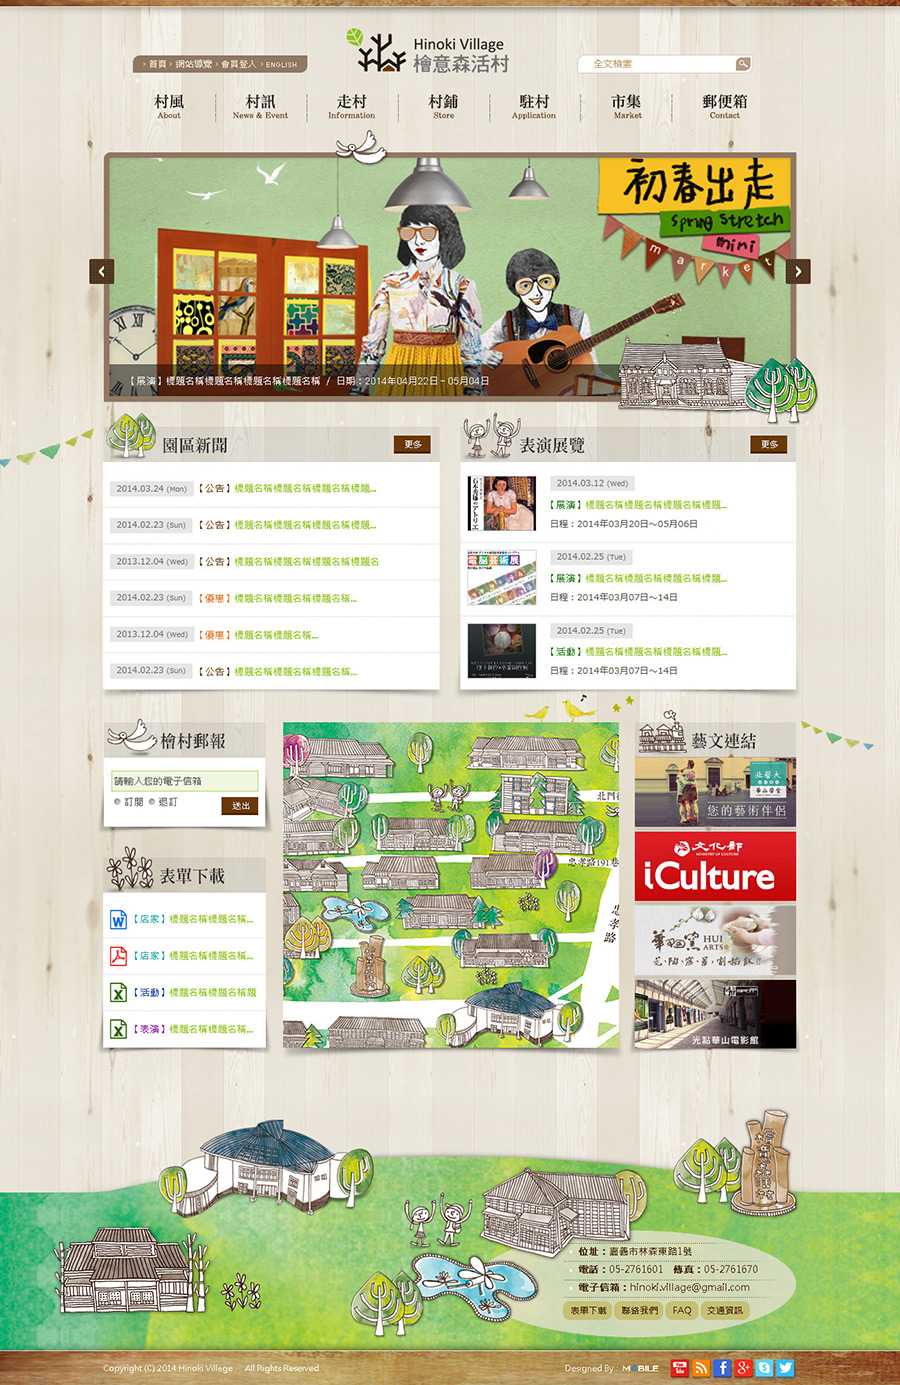 Hinoki Village
檜意森活村
首頁 網站導覽 會員登入 ENGLISH
全文檢索
村風 村訊 走村 村鋪 駐村 市集 郵便箱
About News & Event Information Store Application Market Contact
初春出走
Spring Stretch
mini
market
【展演】標題名稱標題名稱標題名稱標題名稱 / 日期：2014年04月22日~05月04日
園區新聞 更多
2014.03.24 (Mon) 【公告】標題名稱標題名稱標題名稱標題...
2014.02.23 (Sun) 【公告】標題名稱標題名稱標題名稱標題...
2013.12.04 (Wed) 【公告】標題名稱標題名稱標題名稱標題名
2014.02.23 (Sun) 【優惠】標題名稱標題名稱標題名稱...
2013.12.04 (Wed) 【優惠】標題名稱標題名稱...
2014.02.23 (Sun) 【公告】標題名稱標題名稱標題名稱...
表演展覽 更多
2014.03.12 (Wed)
【展演】標題名稱標題名稱標題名稱標題...
日程：2014年03月20日～05月06日
電腦藝術展
2014.02.25 (Tue)
【展演】標題名稱標題名稱標題名稱標題...
日程：2014年03月07日～14日
2014.02.25 (Tue)
【活動】標題名稱標題名稱標題名稱標題...
日程：2014年03月07日～14日
檜村郵報
請輸入您的電子信箱
訂閱 退訂 送出
表單下載
【店家】標題名稱標題名稱...
【店家】標題名稱標題名稱...
【活動】標題名稱標題名稱標題
【表演】標題名稱標題名稱...
北門
忠孝路191巷
忠孝路
藝文連結
您的藝術伴侶
文化部
MINISTRY OF CULTURE
iCulture
HUI
ARTS
光點華山電影館
位址：嘉義市林森東路1號
電話：05-2761601 傳真：05-2761670
電子信箱：hinoki.village@gmail.com
表單下載 聯絡我們 FAQ 交通資訊
Copyright (C) 2014 Hinoki Village. All Rights Reserved.
Designed By MOBILE
You Tube